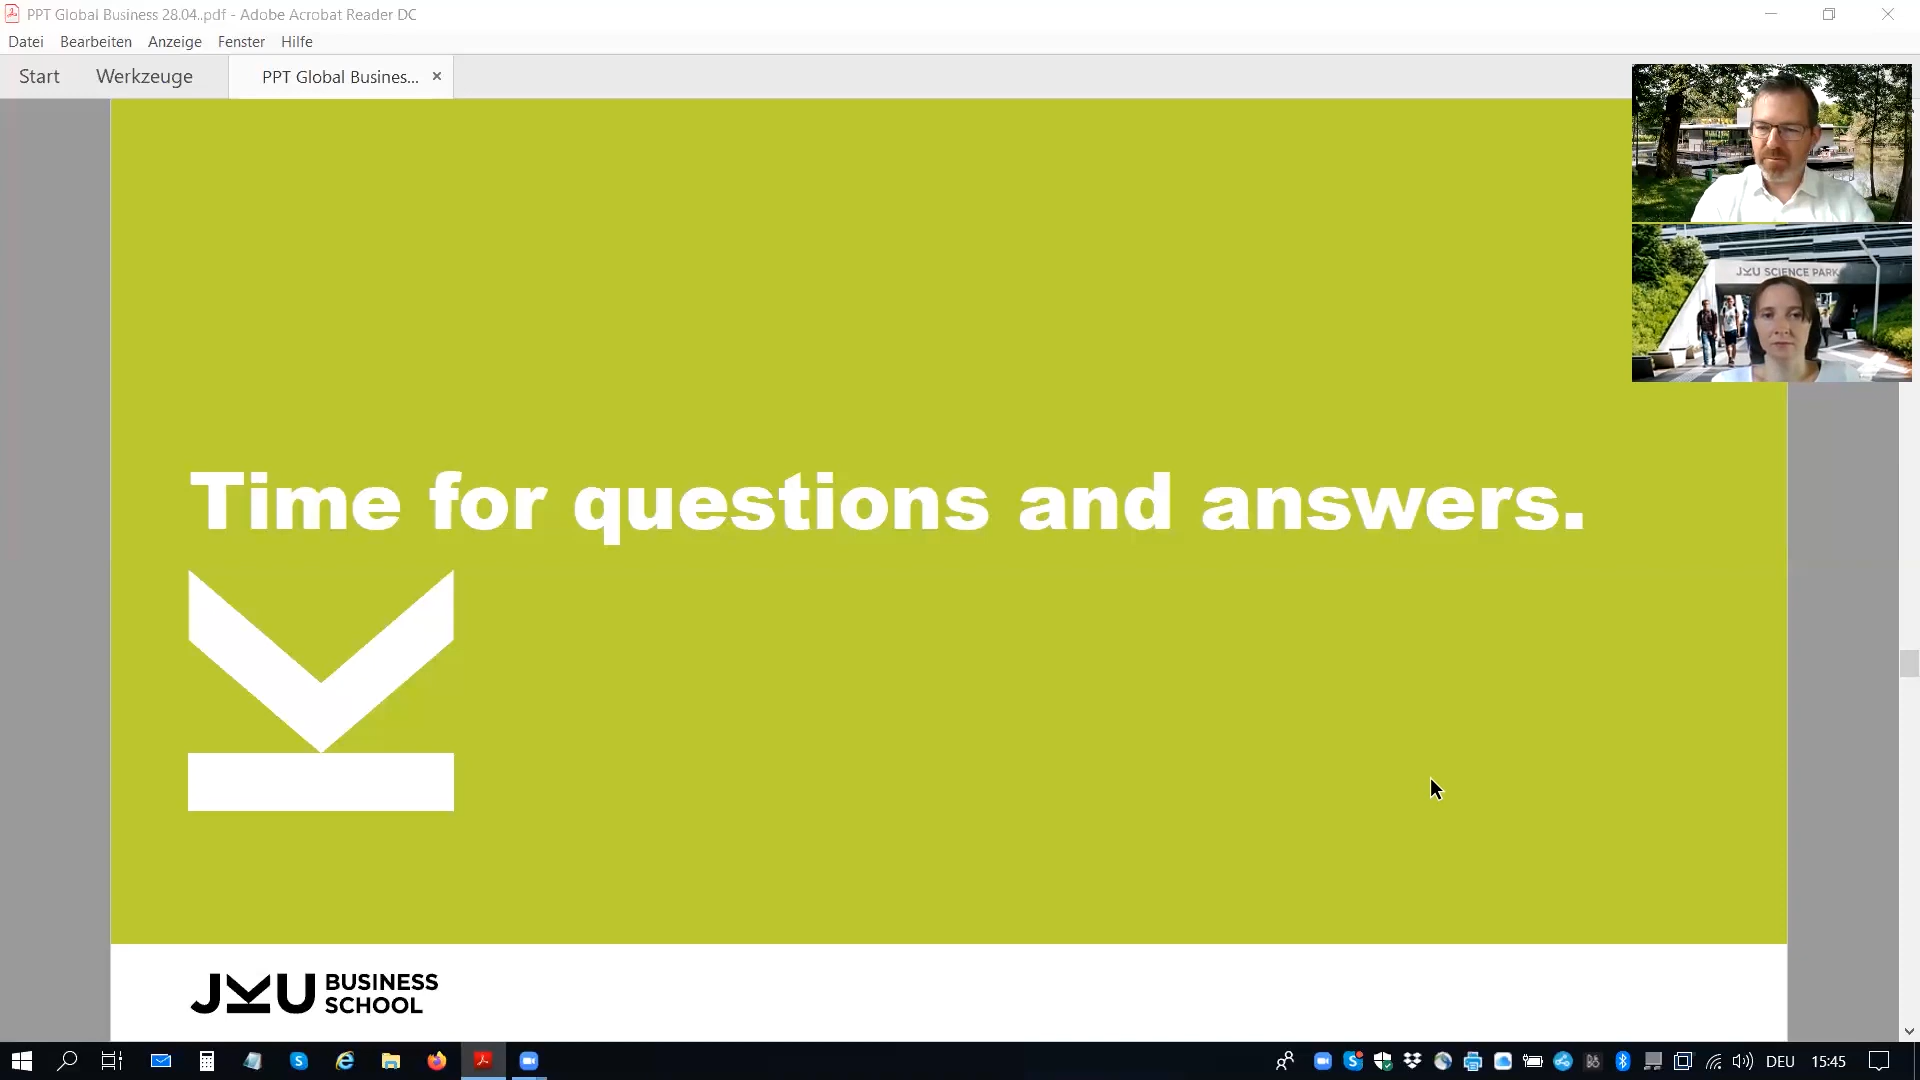 PPT Global Business 28.04..pdf - Adobe Acrobat Reader DC
Datei Bearbeiten Anzeige Fenster Hilfe
Start Werkzeuge PPT Global Busines... ×
JKU SCIENCE PARK
Time for questions and answers.
JKU BUSINESS
SCHOOL
DEU 15:45